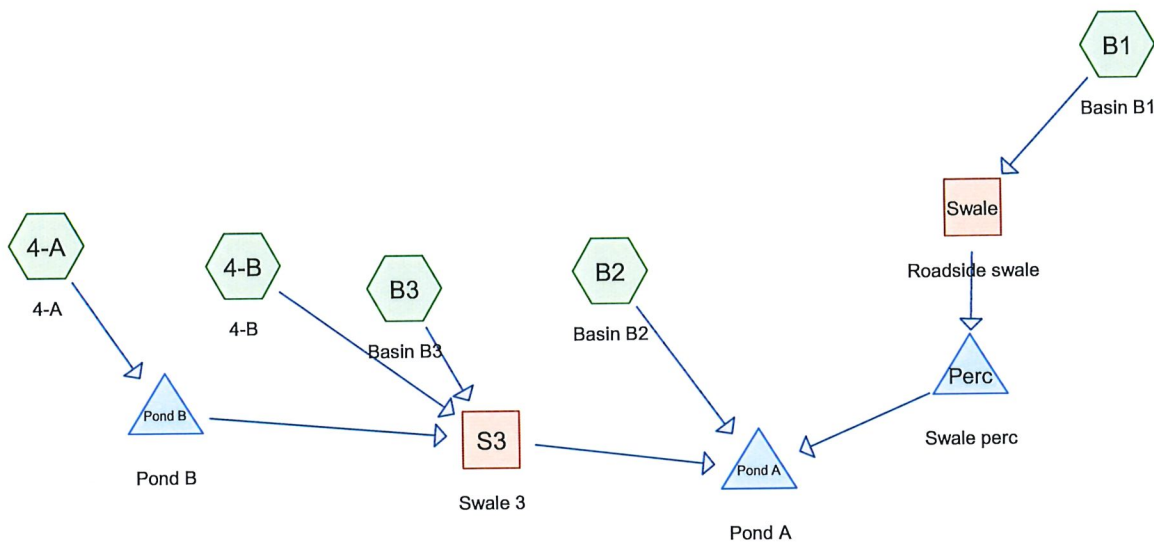 B1
Basin B1
Swale
Roadside swale
4-A
4-A
4-B
4-B
B3
Basin B3
B2
Basin B2
Perc
Swale perc
Pond B
Pond B
S3
Swale 3
Pond A
Pond A